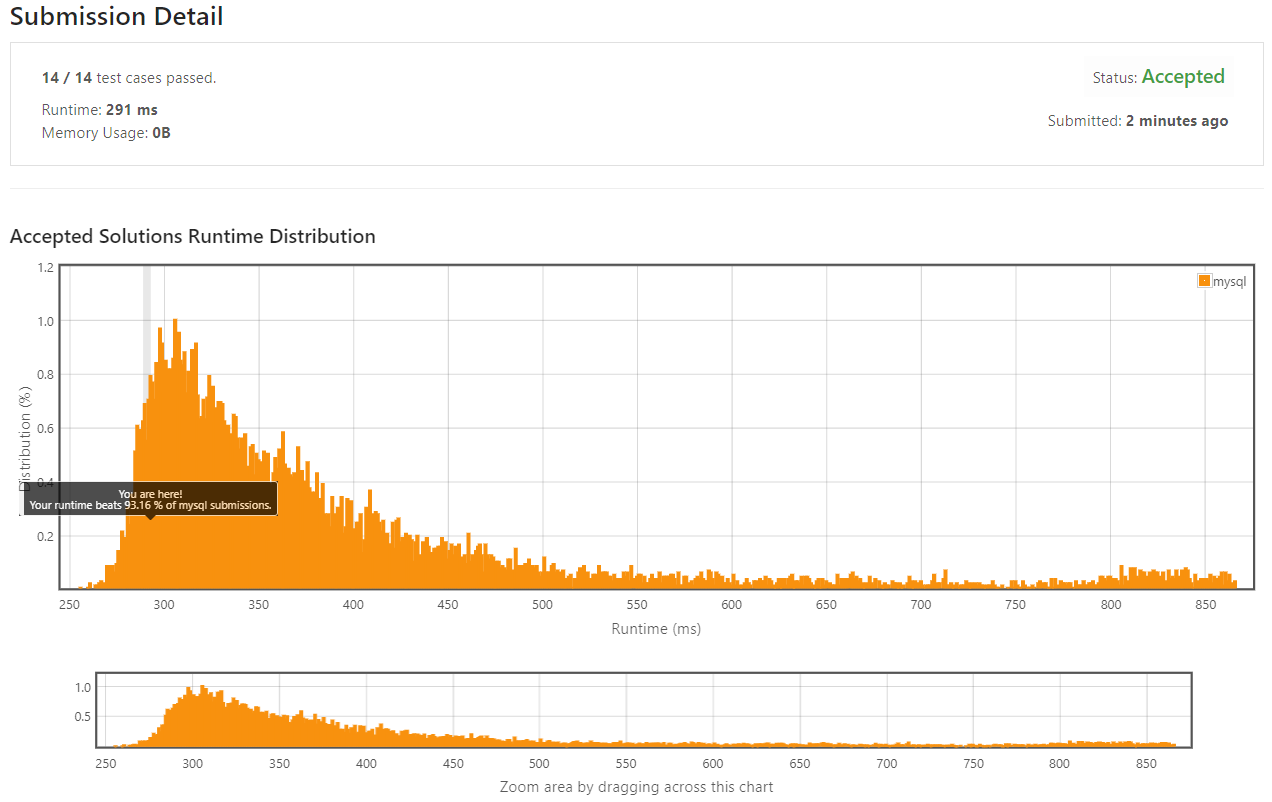 Submission Detail
14 / 14 test cases passed.
Status: Accepted
Runtime: 291 ms
Submitted: 2 minutes ago
Memory Usage: 0B
Accepted Solutions Runtime Distribution
1.2
1.0
0.8
0.6
0.4
0.2
Distribution (%)
mysql
You are here!
Your runtime beats 93.16 % of mysql submissions.
250 300 350 400 450 500 550 600 650 700 750 800 850
Runtime (ms)
1.0
0.5
250 300 350 400 450 500 550 600 650 700 750 800 850
Zoom area by dragging across this chart